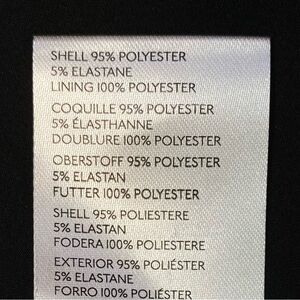 SHELL 95% POLYESTER
5% ELASTANE
LINING 100% POLYESTER
COQUILLE 95% POLYESTER
5% ÉLASTHANNE
DOUBLURE 100% POLYESTER
OBERSTOFF 95% POLYESTER
5% ELASTAN
FUTTER 100% POLYESTER
SHELL 95% POLIESTERE
5% ELASTAN
FODERA 100% POLIESTERE
EXTERIOR 95% POLIÉSTER
5% ELASTANE
FORRO 100% POLIÉSTER